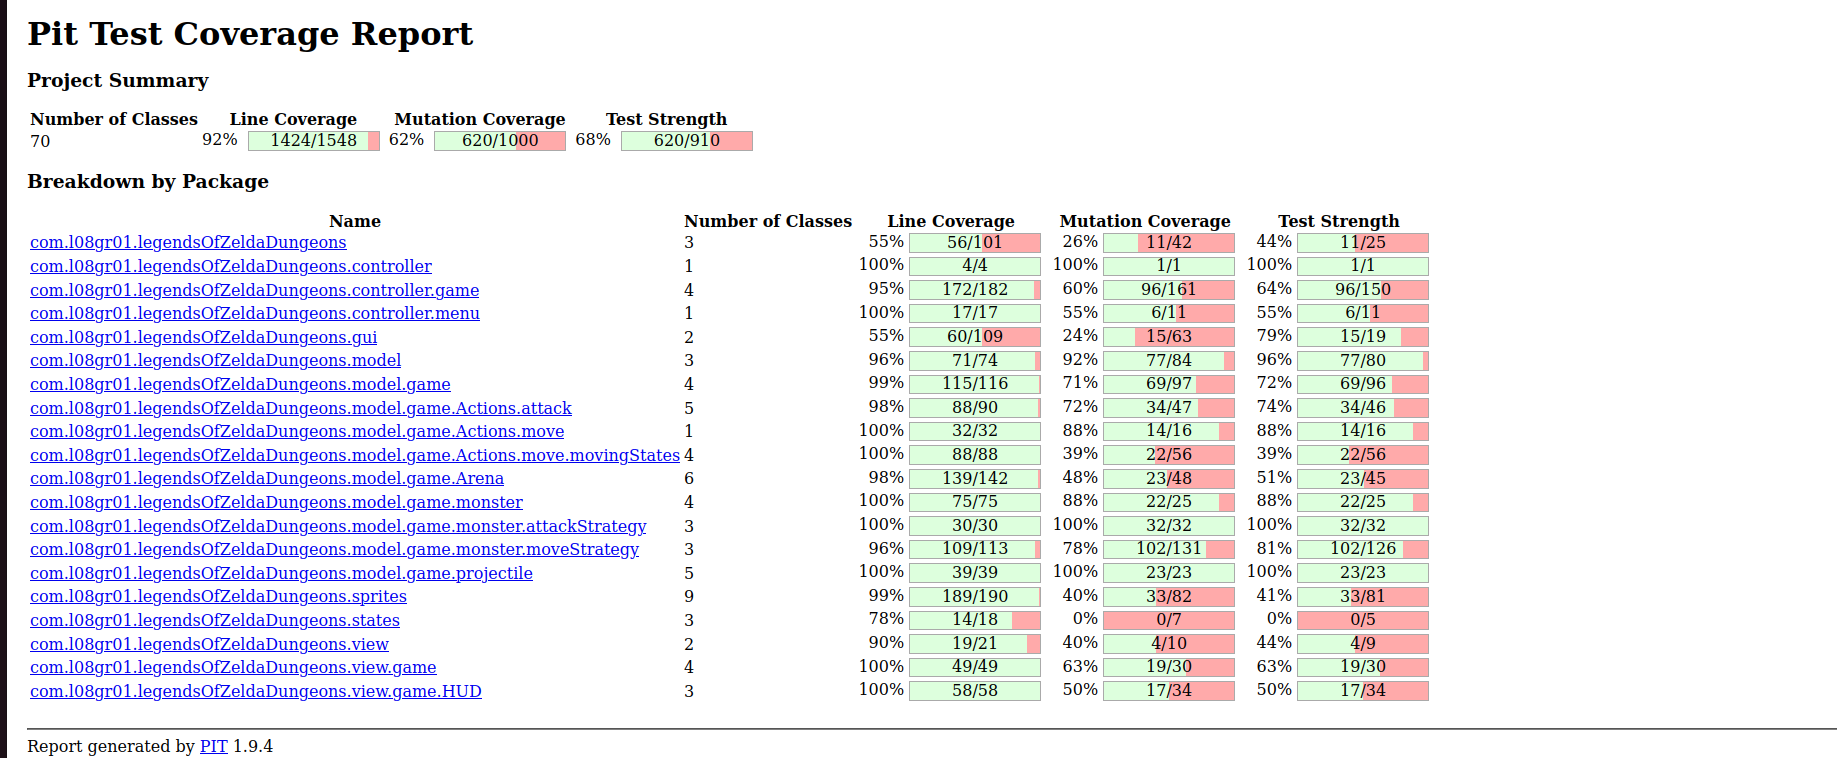 Pit Test Coverage Report
Project Summary
Number of Classes Line Coverage Mutation Coverage Test Strength
70 92% 1424/1548 62% 620/1000 68% 620/910
Breakdown by Package
Name Number of Classes Line Coverage Mutation Coverage Test Strength
com.l08gr01.legendsOfZeldaDungeons 3 55% 56/101 26% 11/42 44% 11/25
com.l08gr01.legendsOfZeldaDungeons.controller 1 100% 4/4 100% 1/1 100% 1/1
com.l08gr01.legendsOfZeldaDungeons.controller.game 4 95% 172/182 60% 96/161 64% 96/150
com.l08gr01.legendsOfZeldaDungeons.controller.menu 1 100% 17/17 55% 6/11 55% 6/11
com.l08gr01.legendsOfZeldaDungeons.gui 2 55% 60/109 24% 15/63 79% 15/19
com.l08gr01.legendsOfZeldaDungeons.model 3 96% 71/74 92% 77/84 96% 77/80
com.l08gr01.legendsOfZeldaDungeons.model.game 4 99% 115/116 71% 69/97 72% 69/96
com.l08gr01.legendsOfZeldaDungeons.model.game.Actions.attack 5 98% 88/90 72% 34/47 74% 34/46
com.l08gr01.legendsOfZeldaDungeons.model.game.Actions.move 1 100% 32/32 88% 14/16 88% 14/16
com.l08gr01.legendsOfZeldaDungeons.model.game.Actions.move.movingStates 4 100% 88/88 39% 22/56 39% 22/56
com.l08gr01.legendsOfZeldaDungeons.model.game.Arena 6 98% 139/142 48% 23/48 51% 23/45
com.l08gr01.legendsOfZeldaDungeons.model.game.monster 4 100% 75/75 88% 22/25 88% 22/25
com.l08gr01.legendsOfZeldaDungeons.model.game.monster.attackStrategy 3 100% 30/30 100% 32/32 100% 32/32
com.l08gr01.legendsOfZeldaDungeons.model.game.monster.moveStrategy 3 96% 109/113 78% 102/131 81% 102/126
com.l08gr01.legendsOfZeldaDungeons.model.game.projectile 5 100% 39/39 100% 23/23 100% 23/23
com.l08gr01.legendsOfZeldaDungeons.sprites 9 99% 189/190 40% 33/82 41% 33/81
com.l08gr01.legendsOfZeldaDungeons.states 3 78% 14/18 0% 0/7 0% 0/5
com.l08gr01.legendsOfZeldaDungeons.view 2 90% 19/21 40% 4/10 44% 4/9
com.l08gr01.legendsOfZeldaDungeons.view.game 4 100% 49/49 63% 19/30 63% 19/30
com.l08gr01.legendsOfZeldaDungeons.view.game.HUD 3 100% 58/58 50% 17/34 50% 17/34
Report generated by PIT 1.9.4